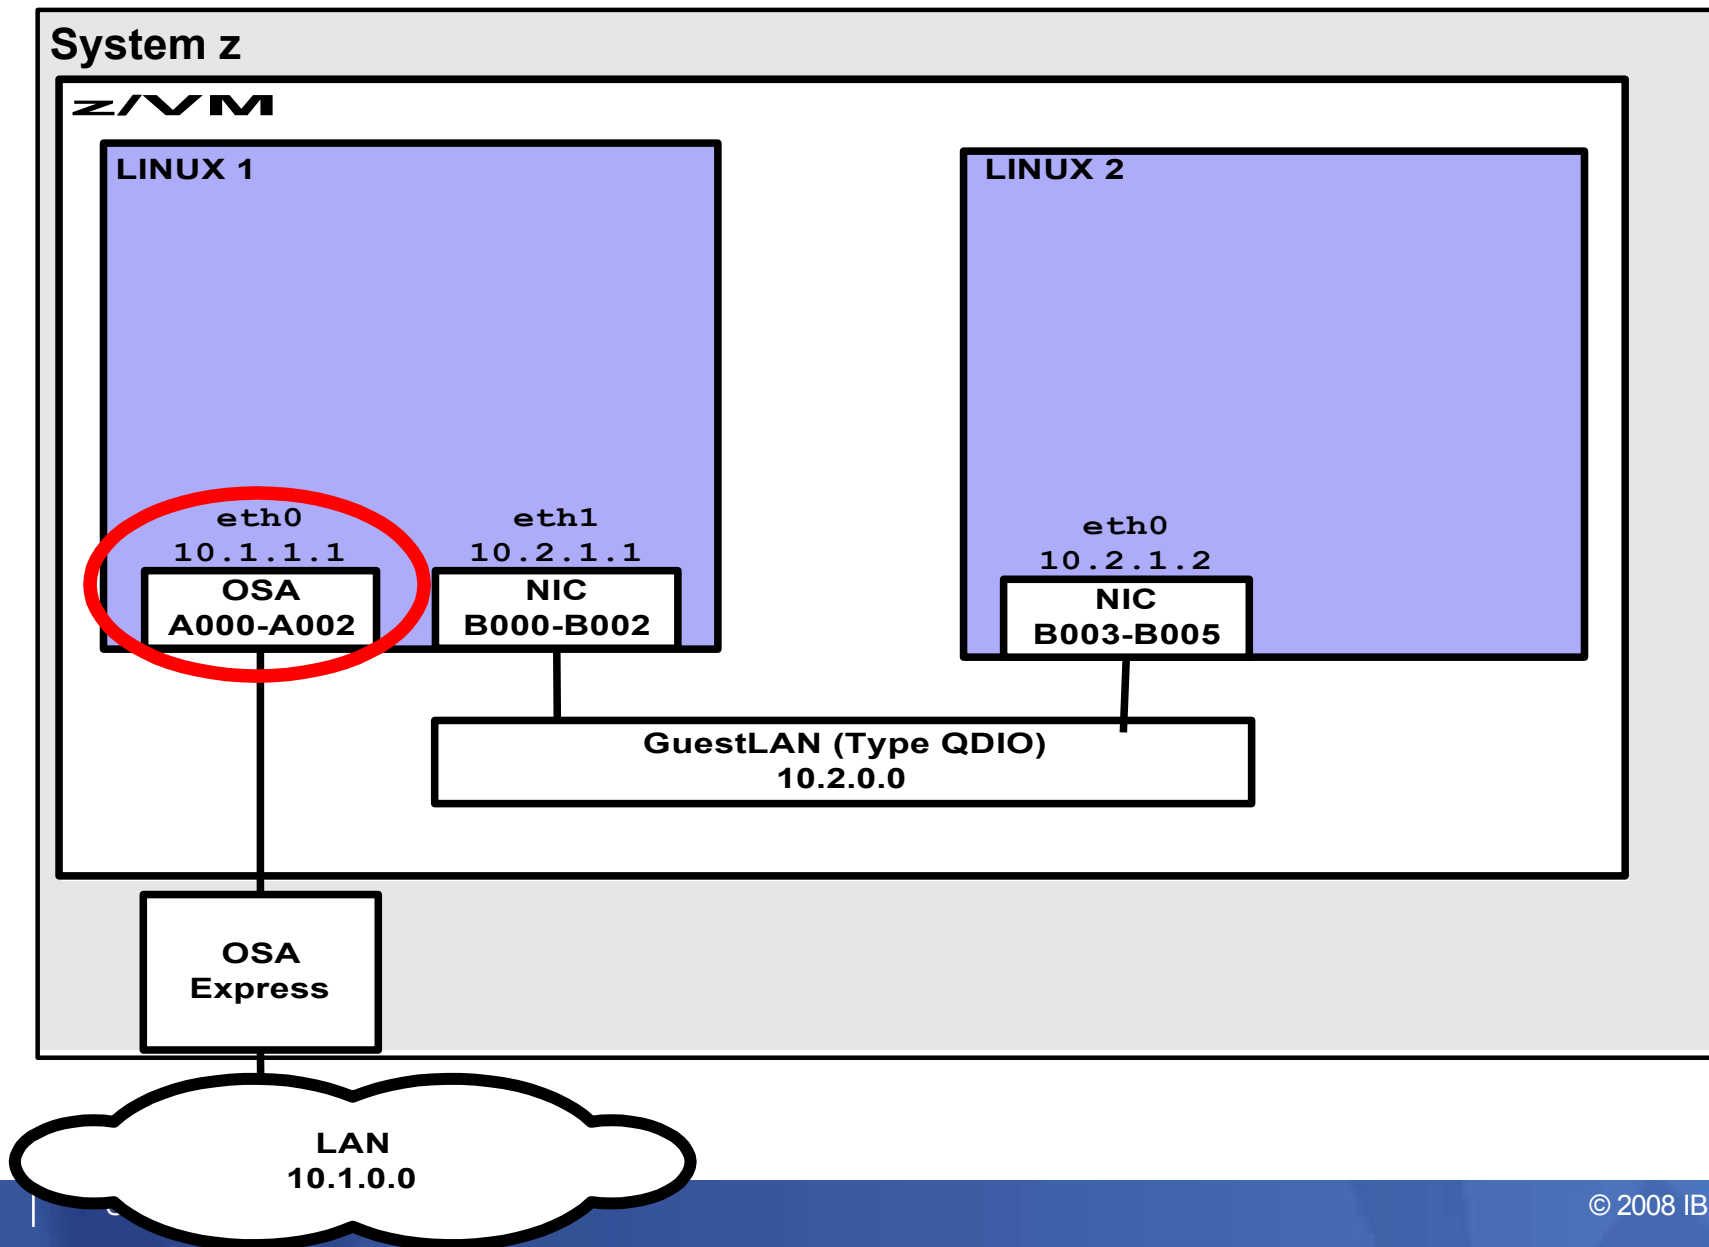 System z
z/VM
LINUX 1
LINUX 2
eth0
10.1.1.1
OSA
A000-A002
eth1
10.2.1.1
NIC
B000-B002
eth0
10.2.1.2
NIC
B003-B005
GuestLAN (Type QDIO)
10.2.0.0
OSA
Express
LAN
10.1.0.0
© 2008 IB